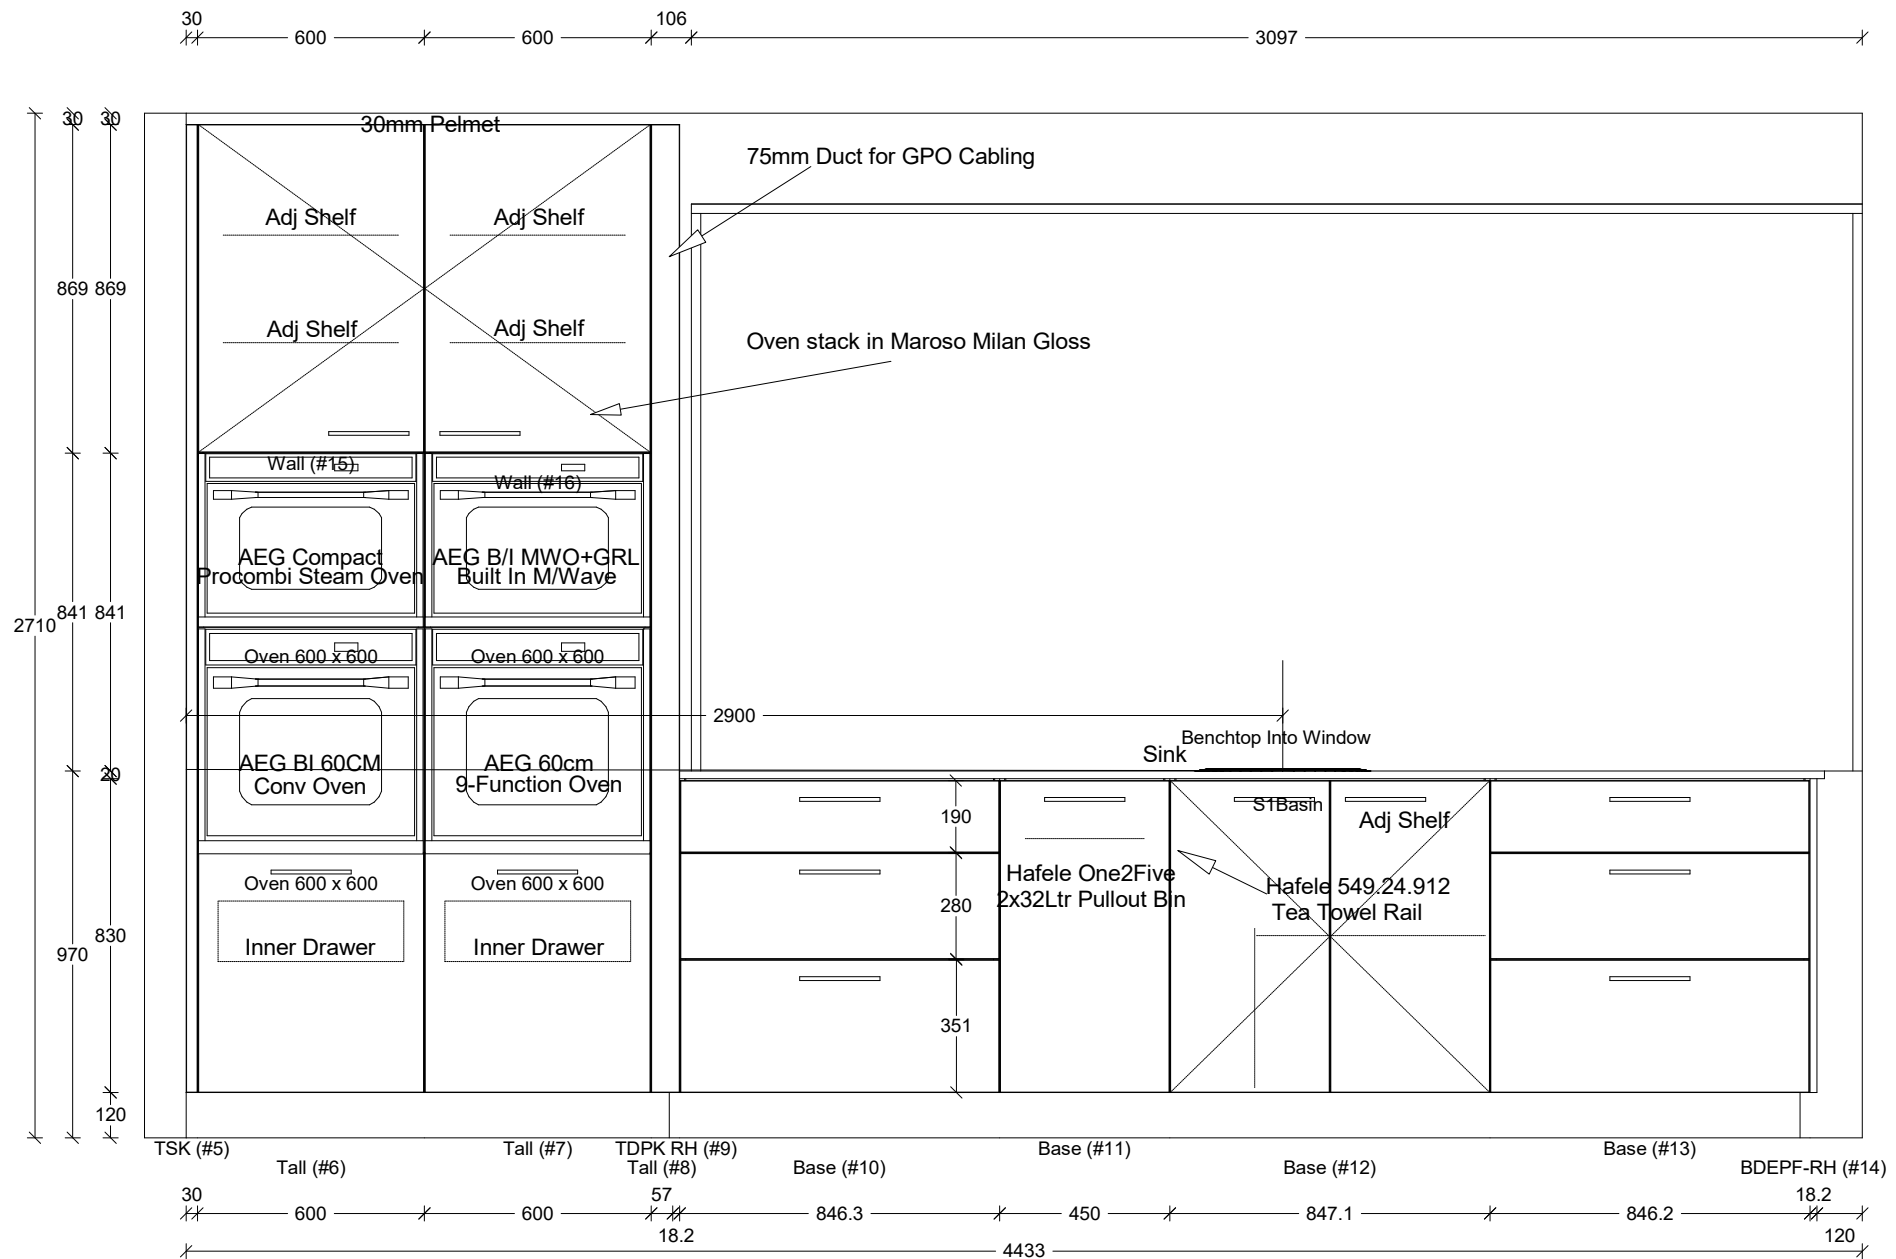 30 106
600 600 3097
30 30
30mm Pelmet
75mm Duct for GPO Cabling
Adj Shelf Adj Shelf
869 869
Adj Shelf Adj Shelf
Oven stack in Maroso Milan Gloss
Wall (#15)
Wall (#16)
AEG Compact AEG B/I MWO+GRL
Procombi Steam Oven Built In M/Wave
841 841
2710
Oven 600 x 600 Oven 600 x 600
2900
Benchtop Into Window
Sink
AEG BI 60CM AEG 60cm
Conv Oven 9-Function Oven
20
S1Basin
190 Adj Shelf
Hafele One2Five
2x32Ltr Pullout Bin
Oven 600 x 600 Oven 600 x 600
Hafele 549.24.912
Tea Towel Rail
280
Inner Drawer Inner Drawer
830
970
351
120
TSK (#5) Tall (#7) TDPK RH (#9) Base (#11) Base (#13)
Tall (#6) Tall (#8) Base (#10) Base (#12) BDEPF-RH (#14)
30 57 18.2
600 600 846.3 450 847.1 846.2
18.2 120
4433